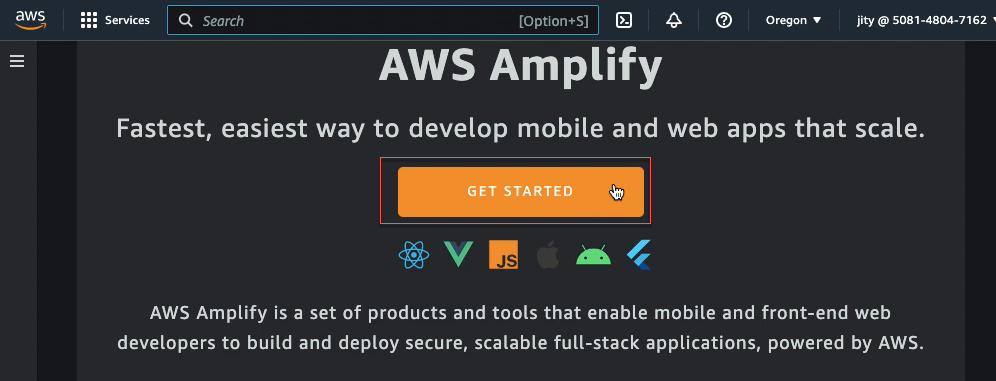 aws
Services
Search
[Option+S]
Oregon
jity @ 5081-4804-7162
AWS Amplify
Fastest, easiest way to develop mobile and web apps that scale.
GET STARTED
JS
AWS Amplify is a set of products and tools that enable mobile and front-end web
developers to build and deploy secure, scalable full-stack applications, powered by AWS.